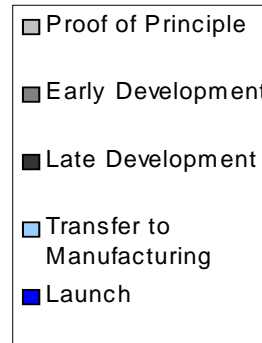 Proof of Principle
Early Development
Late Development
Transfer to
Manufacturing
Launch